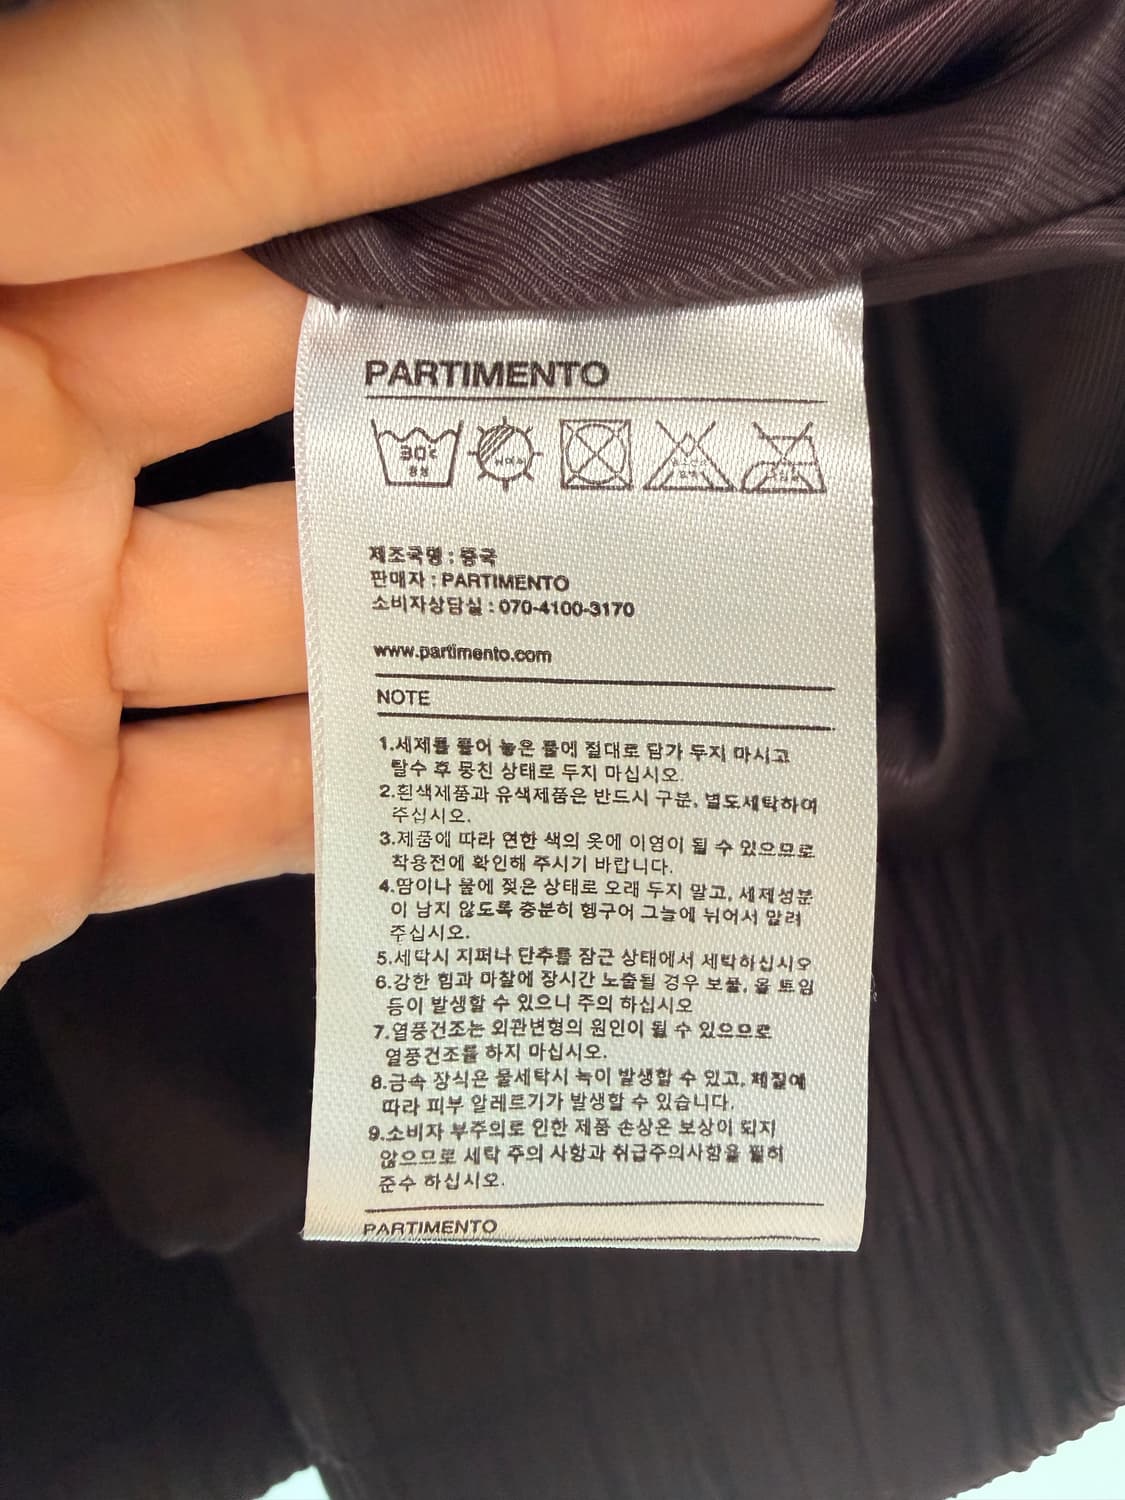 PARTIMENTO
30℃
중성
뉘여서
제조국명 : 중국
판매자 : PARTIMENTO
소비자상담실 : 070-4100-3170
www.partimento.com
NOTE
1.세제를 풀어 놓은 물에 절대로 담가 두지 마시고
탈수 후 뭉친 상태로 두지 마십시오.
2.흰색제품과 유색제품은 반드시 구분, 별도세탁하여
주십시오.
3.제품에 따라 연한 색의 옷에 이염이 될 수 있으므로
착용전에 확인해 주시기 바랍니다.
4.땀이나 물에 젖은 상태로 오래 두지 말고, 세제성분
이 남지 않도록 충분히 헹구어 그늘에 뉘어서 말려
주십시오.
5.세탁시 지퍼나 단추를 잠근 상태에서 세탁하십시오
6.강한 힘과 마찰에 장시간 노출될 경우 보풀, 올 트임
등이 발생할 수 있으니 주의 하십시오
7.열풍건조는 외관변형의 원인이 될 수 있으므로
열풍건조를 하지 마십시오.
8.금속 장식은 물세탁시 녹이 발생할 수 있고, 체질에
따라 피부 알레르기가 발생할 수 있습니다.
9.소비자 부주의로 인한 제품 손상은 보상이 되지
않으므로 세탁 주의 사항과 취급주의사항을 필히
준수 하십시오.
PARTIMENTO